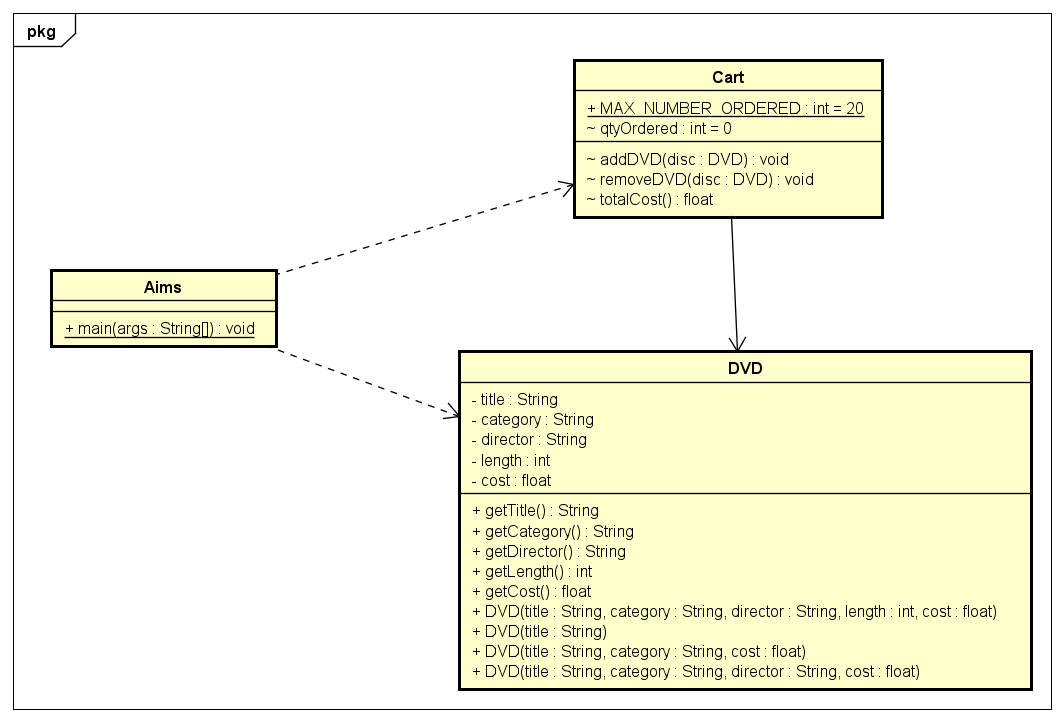 pkg
Cart
+ MAX_NUMBER_ORDERED : int = 20
~ qtyOrdered : int = 0
~ addDVD(disc : DVD) : void
~ removeDVD(disc : DVD) : void
~ totalCost() : float
Aims
+ main(args : String[]) : void
DVD
- title : String
- category : String
- director : String
- length : int
- cost : float
+ getTitle() : String
+ getCategory() : String
+ getDirector() : String
+ getLength() : int
+ getCost() : float
+ DVD(title : String, category : String, director : String, length : int, cost : float)
+ DVD(title : String)
+ DVD(title : String, category : String, cost : float)
+ DVD(title : String, category : String, director : String, cost : float)